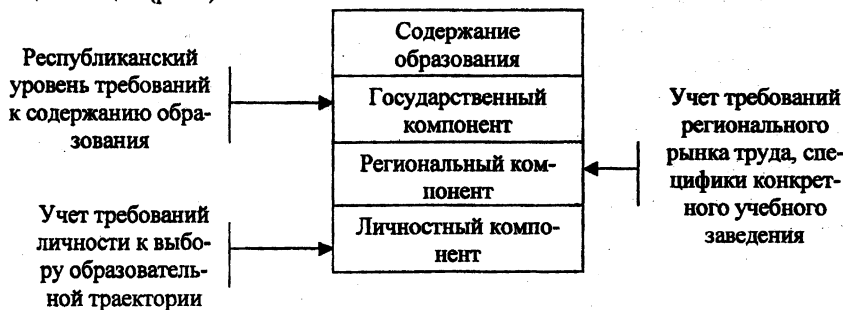 Содержание
образования
Республиканский
уровень требований
к содержанию обра-
зования
Государственный
компонент
Региональный ком-
понент
Учет требований
регионального
рынка труда, спе-
цифики конкрет-
ного учебного
заведения
Учет требований
личности к выбо-
ру образователь-
ной траектории
Личностный компо-
нент